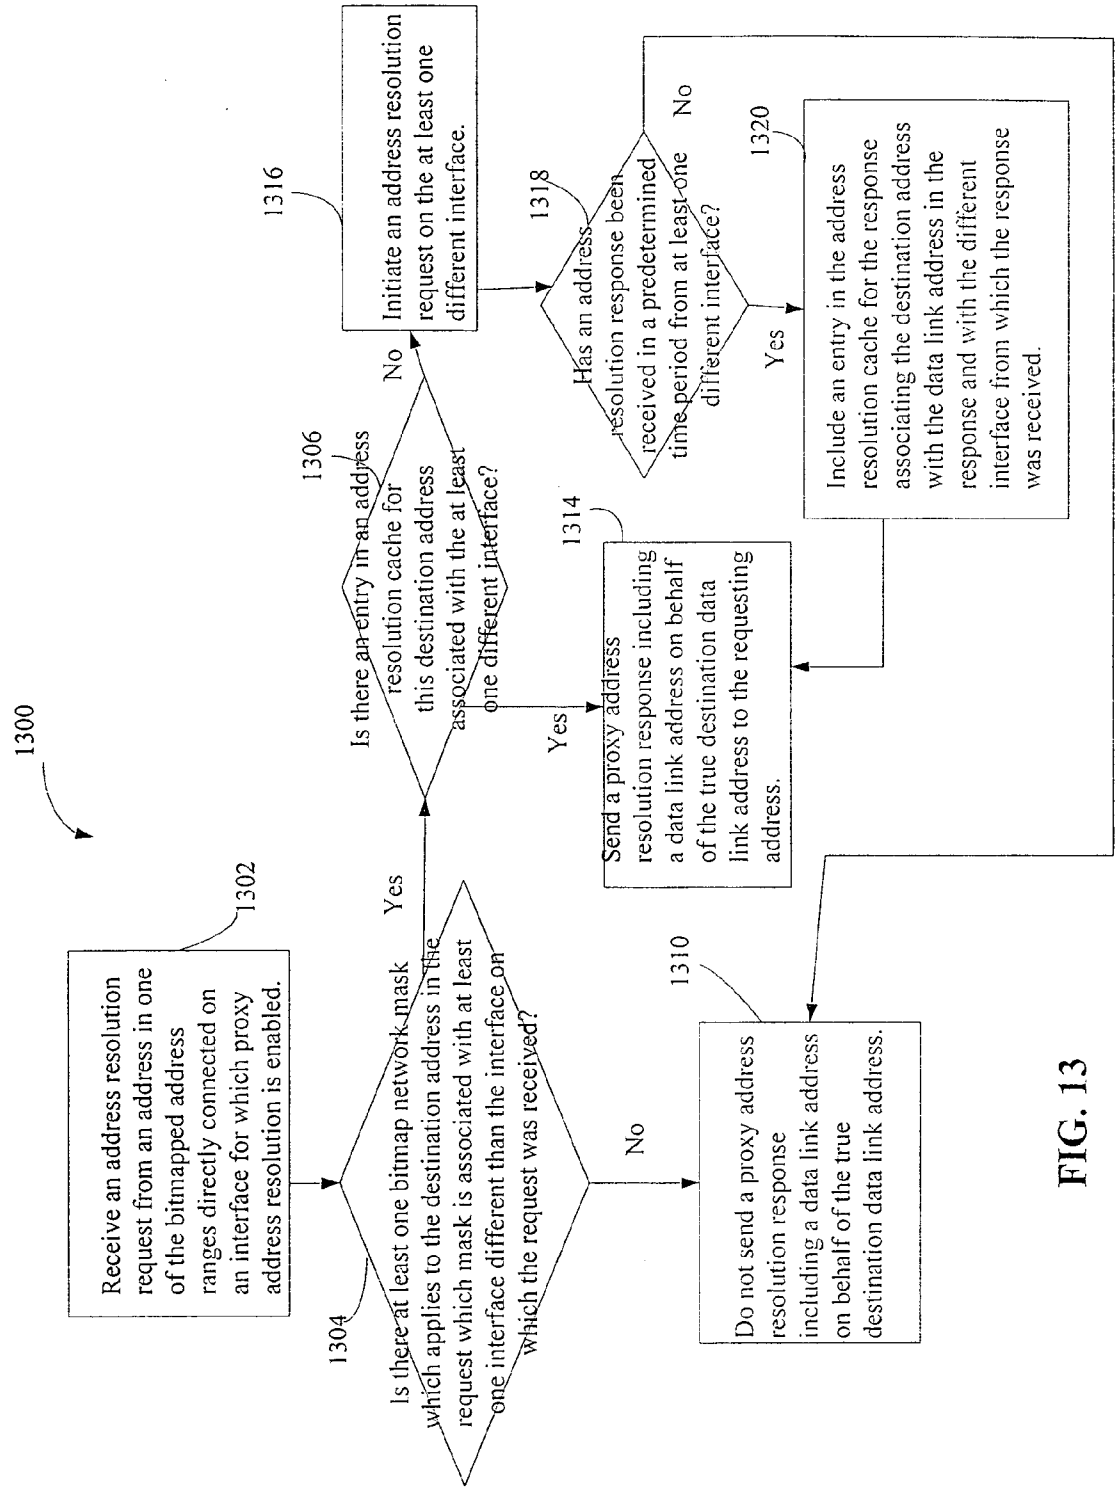 1300
1302
Receive an address resolution
request from an address in one
of the bitmapped address
ranges directly connected on
an interface for which proxy
address resolution is enabled.
1304
Is there at least one bitmap network mask
which applies to the destination address in the
request which mask is associated with at least
one interface different than the interface on
which the request was received?
Yes
No
1306
Is there an entry in an address
resolution cache for
this destination address
associated with the at least
one different interface?
No
Yes
1316
Initiate an address resolution
request on the at least one
different interface.
1318
Has an address
resolution response been
received in a predetermined
time period from at least one
different interface?
No
Yes
1310
Do not send a proxy address
resolution response
including a data link address
on behalf of the true
destination data link address.
1314
Send a proxy address
resolution response including
a data link address on behalf
of the true destination data
link address to the requesting
address.
1320
Include an entry in the address
resolution cache for the response
associating the destination address
with the data link address in the
response and with the different
interface from which the response
was received.
FIG. 13